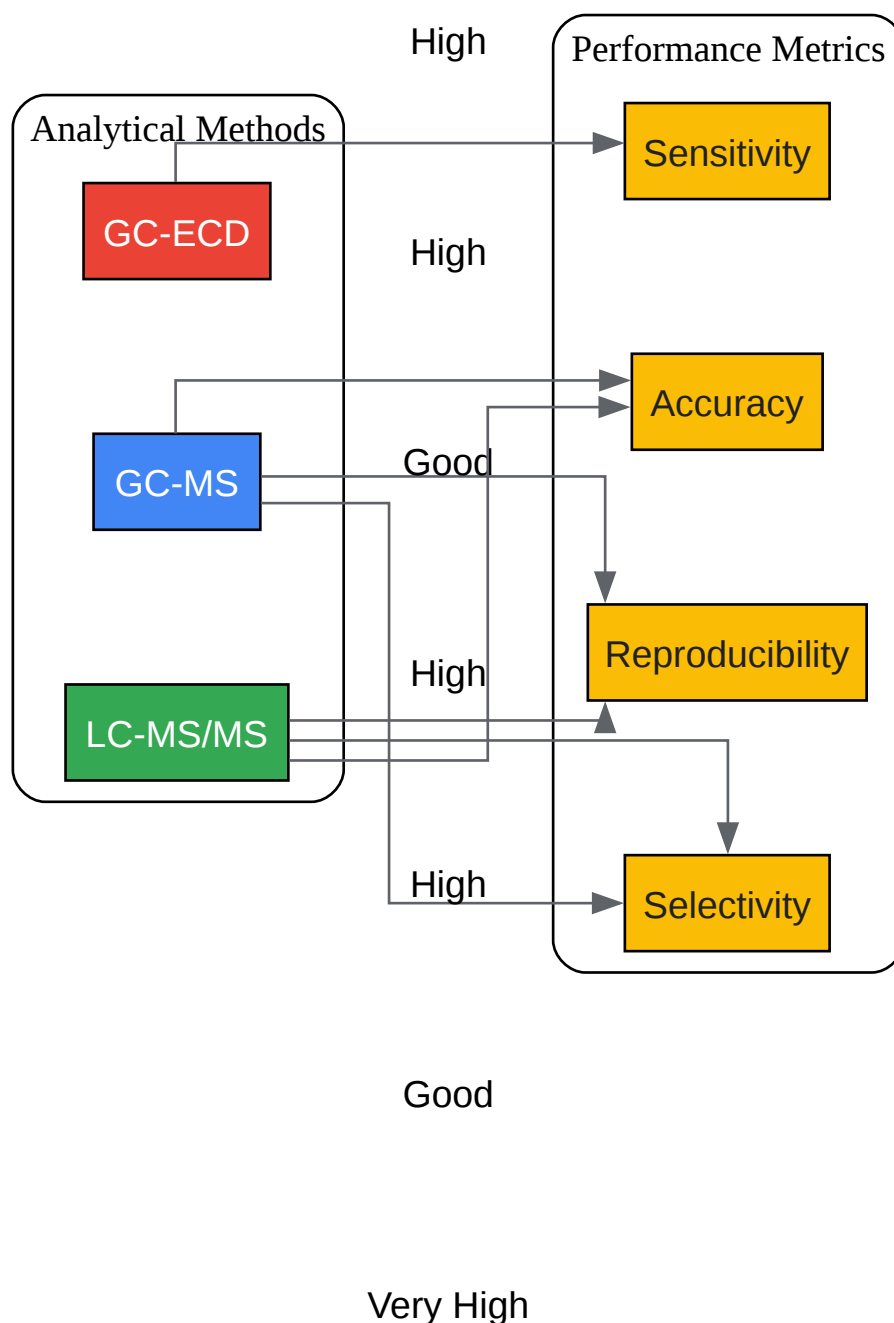 High
Performance Metrics
Analytical Methods
Sensitivity
GC-ECD
High
Accuracy
Good
GC-MS
Reproducibility
High
LC-MS/MS
High
Selectivity
Good
Very High